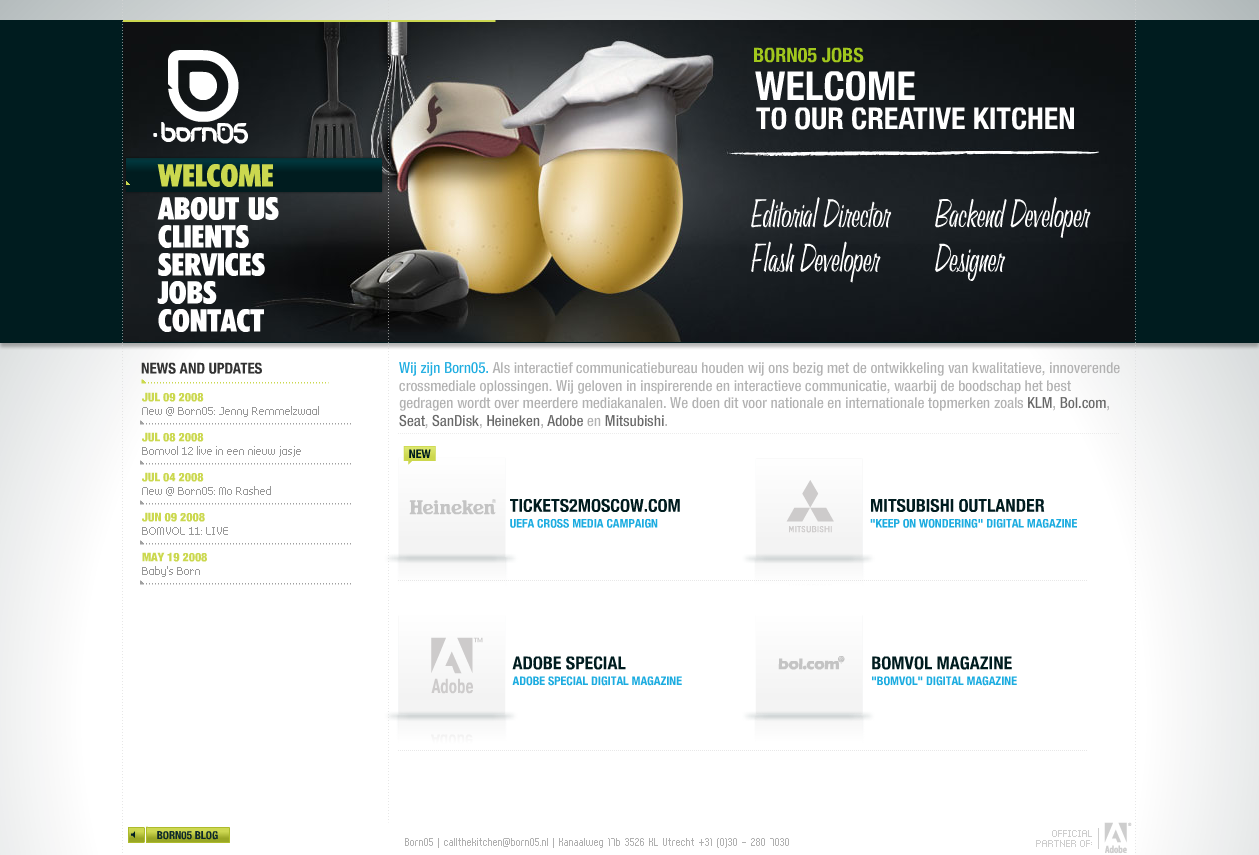 born05
WELCOME
ABOUT US
CLIENTS
SERVICES
JOBS
CONTACT
BORN05 JOBS
WELCOME
TO OUR CREATIVE KITCHEN
Editorial Director
Backend Developer
Flash Developer
Designer
NEWS AND UPDATES
JUL 09 2008
New @ Born05: Jenny Remmelzwaal
JUL 08 2008
Bomvol 12 live in een nieuw jasje
JUL 04 2008
New @ Born05: Mo Rashed
JUN 09 2008
BOMVOL 11: LIVE
MAY 19 2008
Baby's Born
Wij zijn Born05. Als interactief communicatiebureau houden wij ons bezig met de ontwikkeling van kwalitatieve, innoverende
crossmediale oplossingen. Wij geloven in inspirerende en interactieve communicatie, waarbij de boodschap het best
gedragen wordt over meerdere mediakanalen. We doen dit voor nationale en internationale topmerken zoals KLM, Bol.com,
Seat, SanDisk, Heineken, Adobe en Mitsubishi.
NEW
Heineken®
TICKETS2MOSCOW.COM
UEFA CROSS MEDIA CAMPAIGN
MITSUBISHI
MITSUBISHI OUTLANDER
"KEEP ON WONDERING" DIGITAL MAGAZINE
Adobe™
ADOBE SPECIAL
ADOBE SPECIAL DIGITAL MAGAZINE
bol.com
BOMVOL MAGAZINE
"BOMVOL" DIGITAL MAGAZINE
BORN05 BLOG
Born05 | callthekitchen@born05.nl | Kanaalweg 17b 3526 KL Utrecht +31 (0)30 - 280 7030
OFFICIAL
PARTNER OF:
Adobe